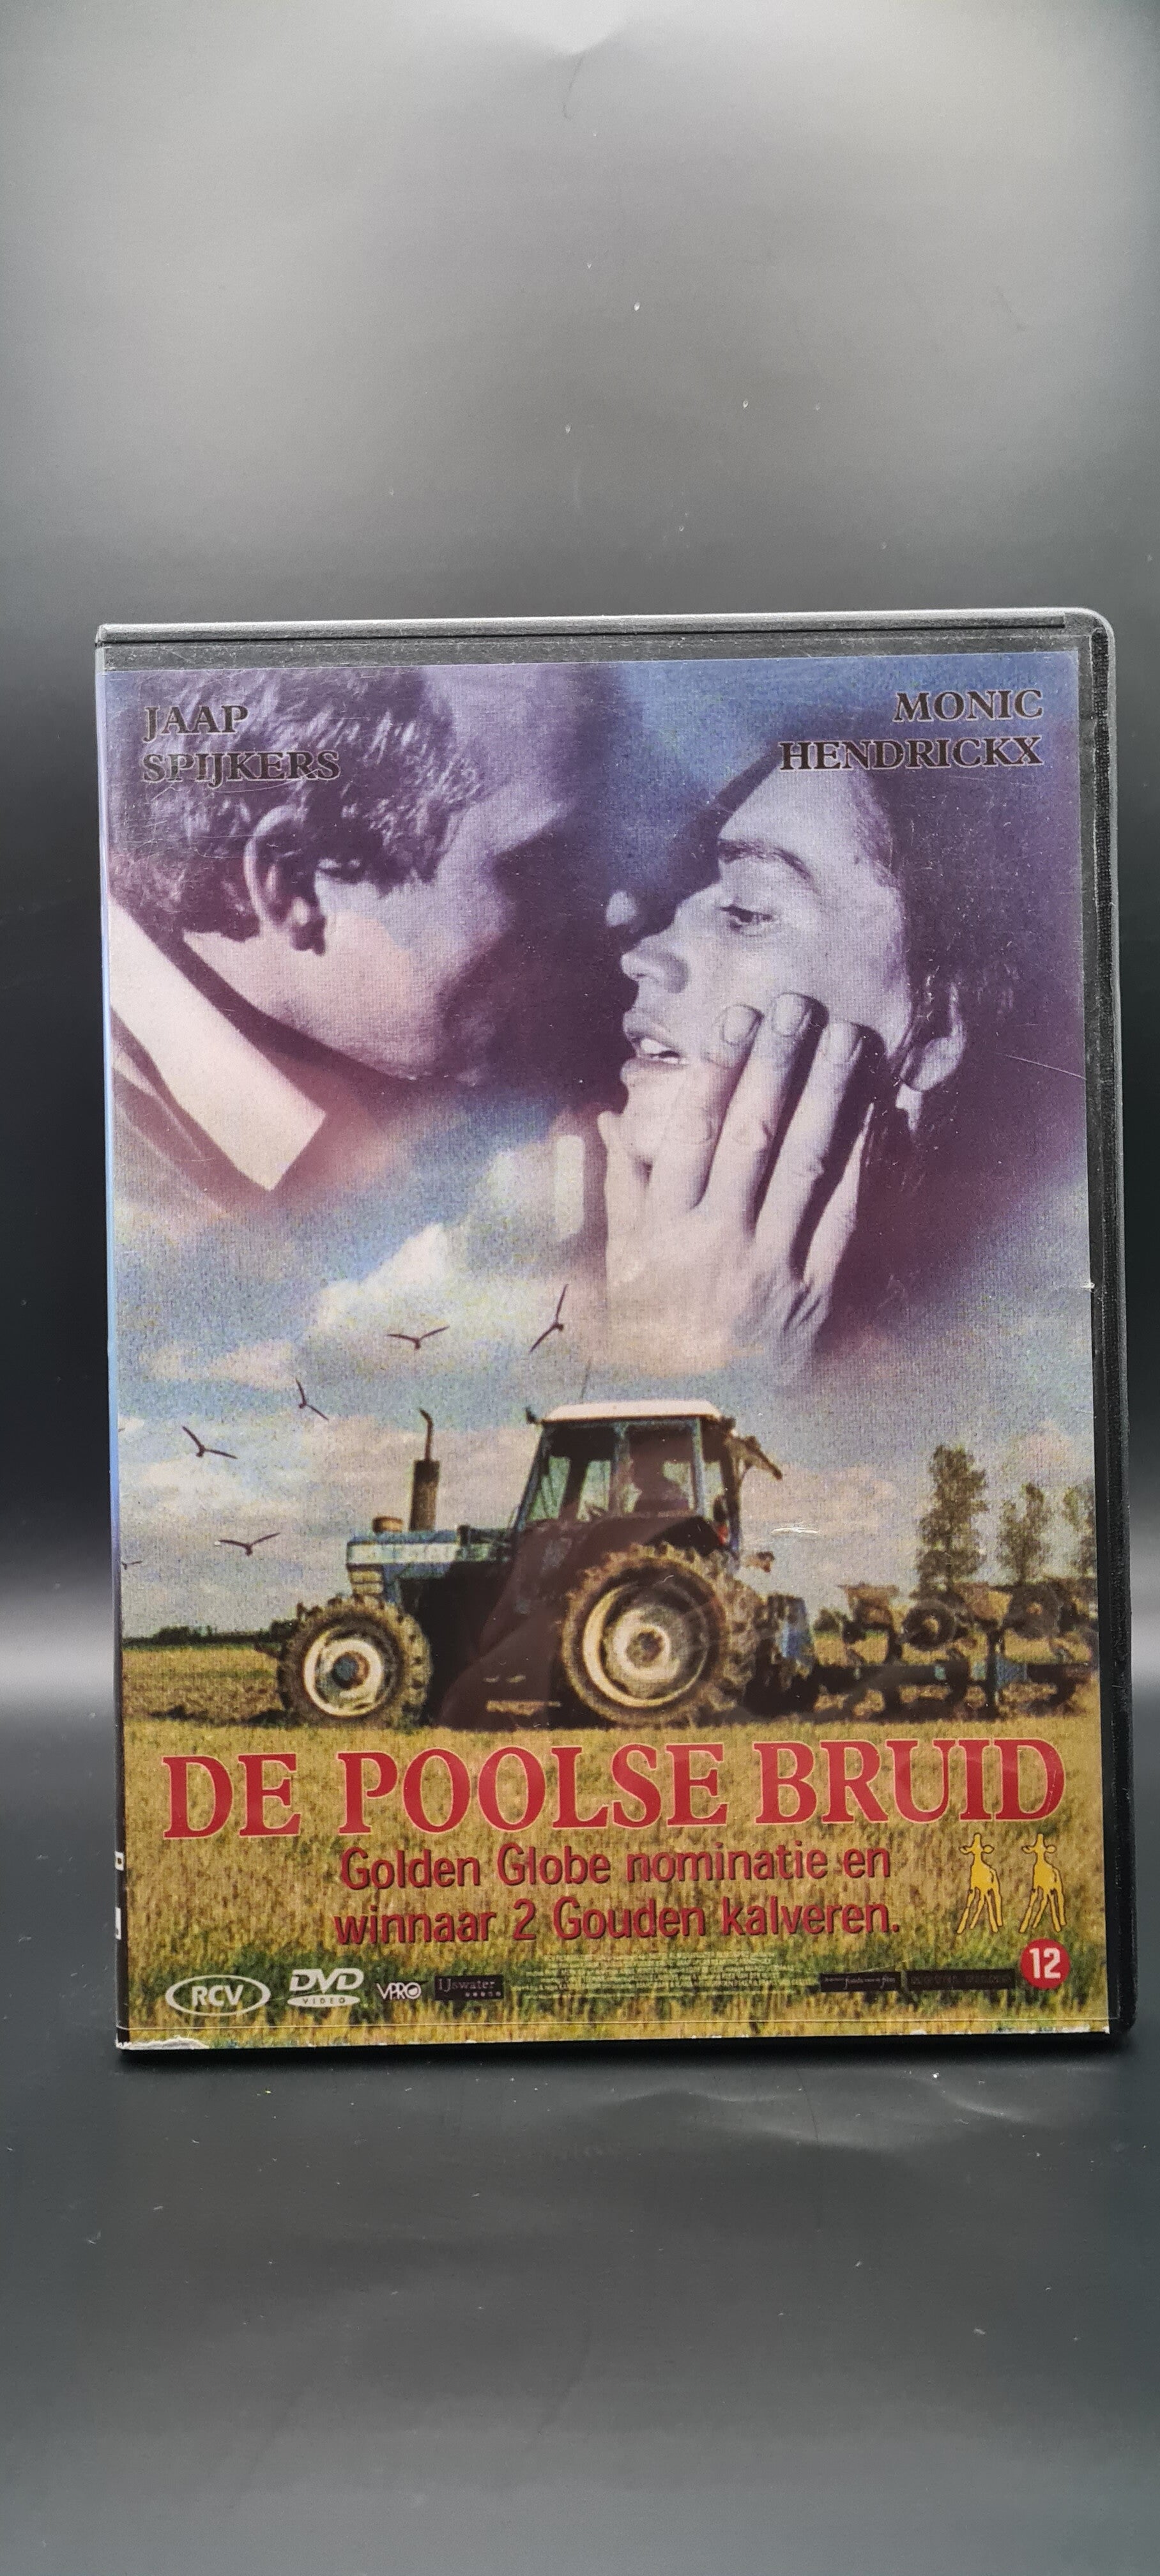 JAAP
SPIJKERS
MONIC
HENDRICKX
DE POOLSE BRUID
Golden Globe nominatie en
winnaar 2 Gouden kalveren.
12
RCV
DVD
VIDEO
VPRO
IJswater